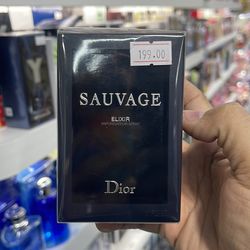 199.00
SAUVAGE
ELIXIR
Dior